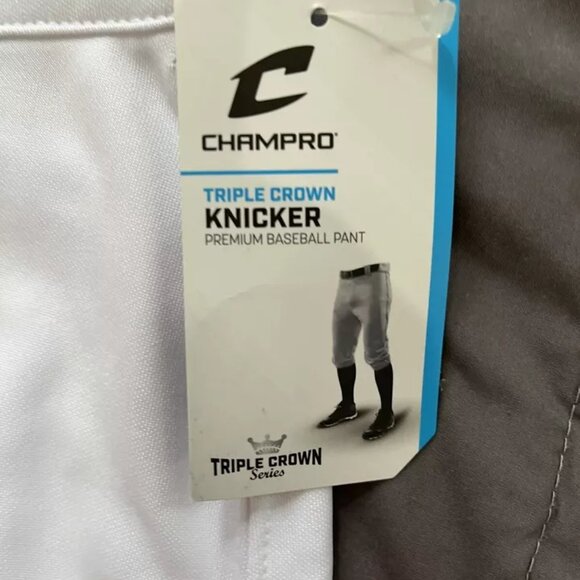 CHAMPRO®
TRIPLE CROWN
KNICKER
PREMIUM BASEBALL PANT
TRIPLE CROWN
Series